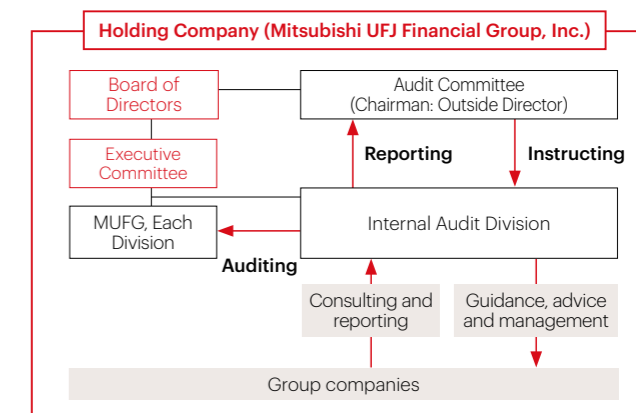 Holding Company (Mitsubishi UFJ Financial Group, Inc.)
Board of
Directors
Audit Committee
(Chairman: Outside Director)
Executive
Committee
Reporting
Instructing
MUFG, Each
Division
Internal Audit Division
Auditing
Consulting and
reporting
Guidance, advice
and management
Group companies